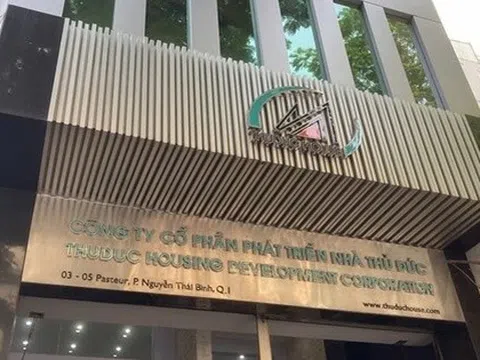 THUDUC HOUSE
CÔNG TY CỔ PHẦN PHÁT TRIỂN NHÀ THỦ ĐỨC
THUDUC HOUSING DEVELOPMENT CORPORATION
03 - 05 Pasteur, P. Nguyễn Thái Bình, Q.1
www.thuduchouse.com